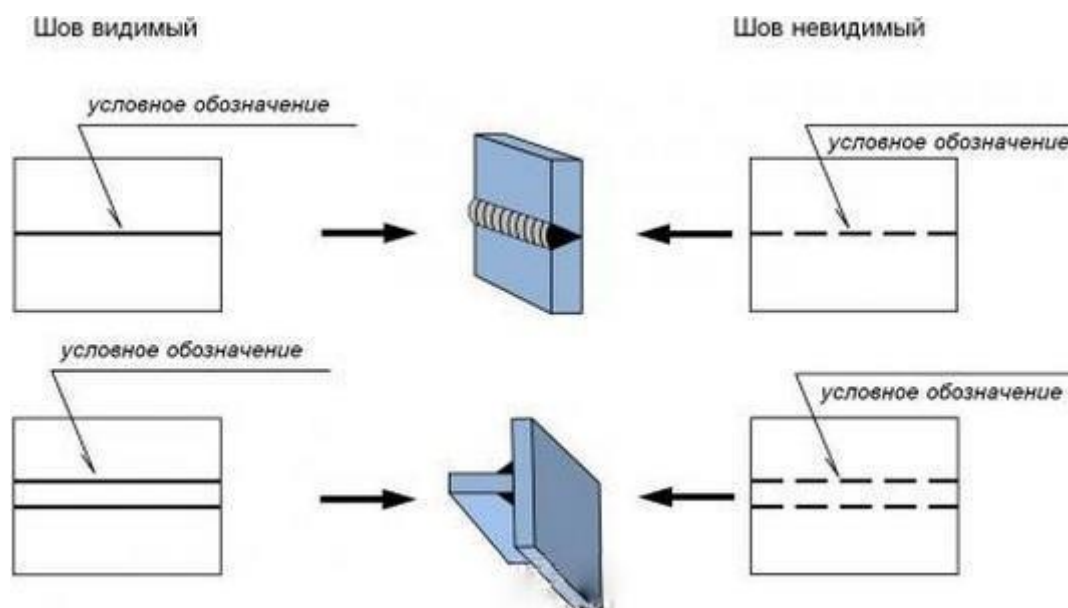 Шов видимый
Шов невидимый
условное обозначение
условное обозначение
условное обозначение
условное обозначение